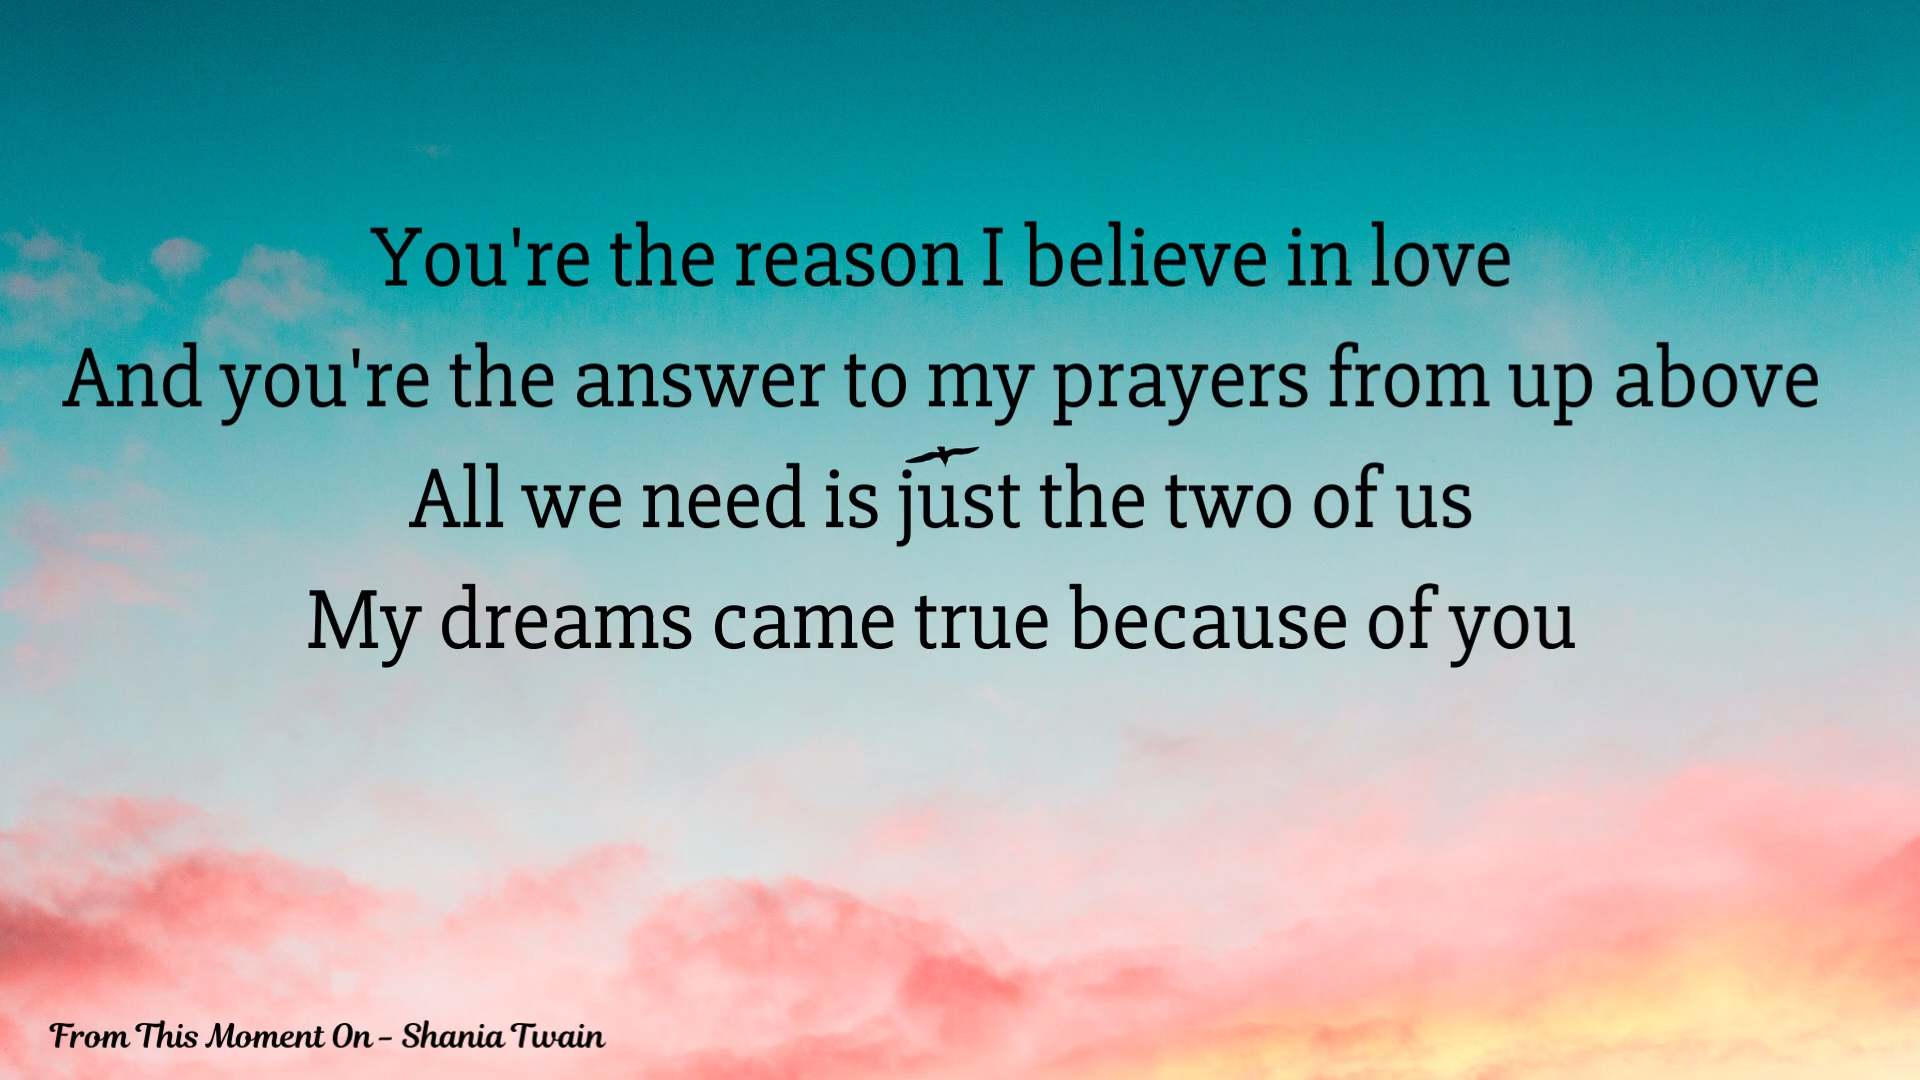 You're the reason I believe in love
And you're the answer to my prayers from up above
All we need is just the two of us
My dreams came true because of you
From This Moment On - Shania Twain